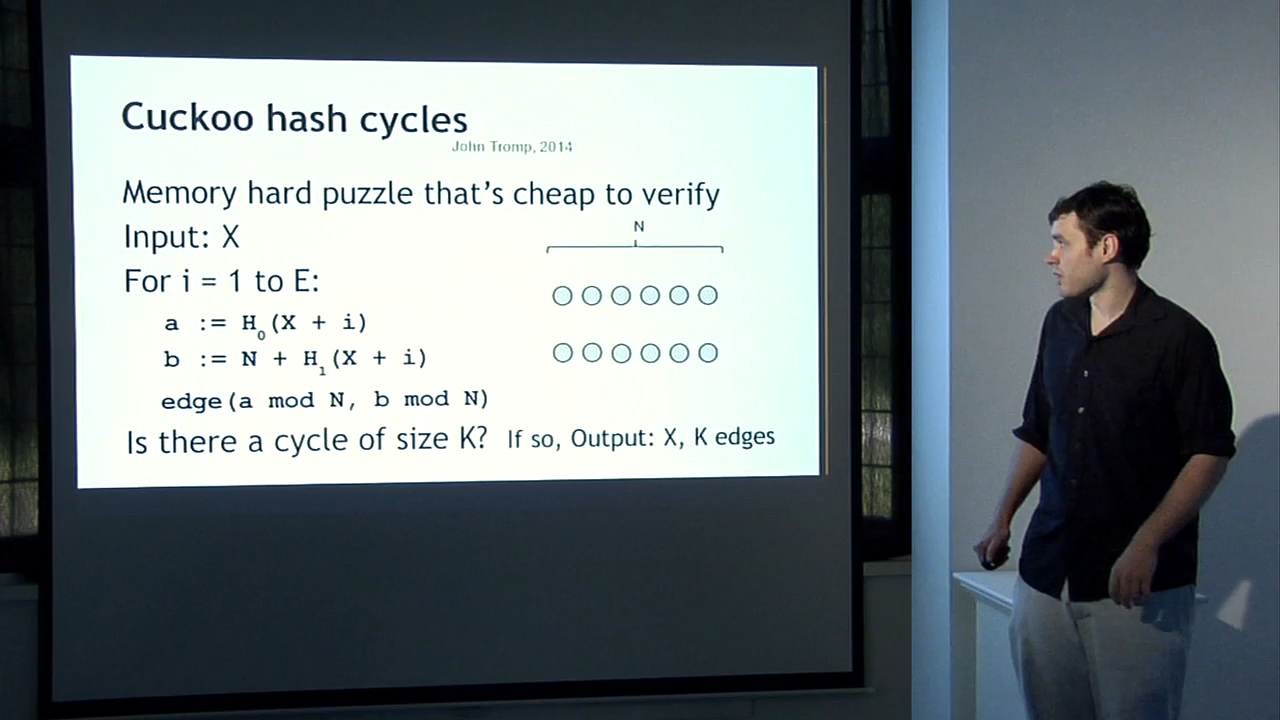 Cuckoo hash cycles
John Tromp, 2014
Memory hard puzzle that's cheap to verify
Input: X
N
For i = 1 to E:
a := H0(X + i)
b := N + H1(X + i)
edge(a mod N, b mod N)
Is there a cycle of size K? If so, Output: X, K edges